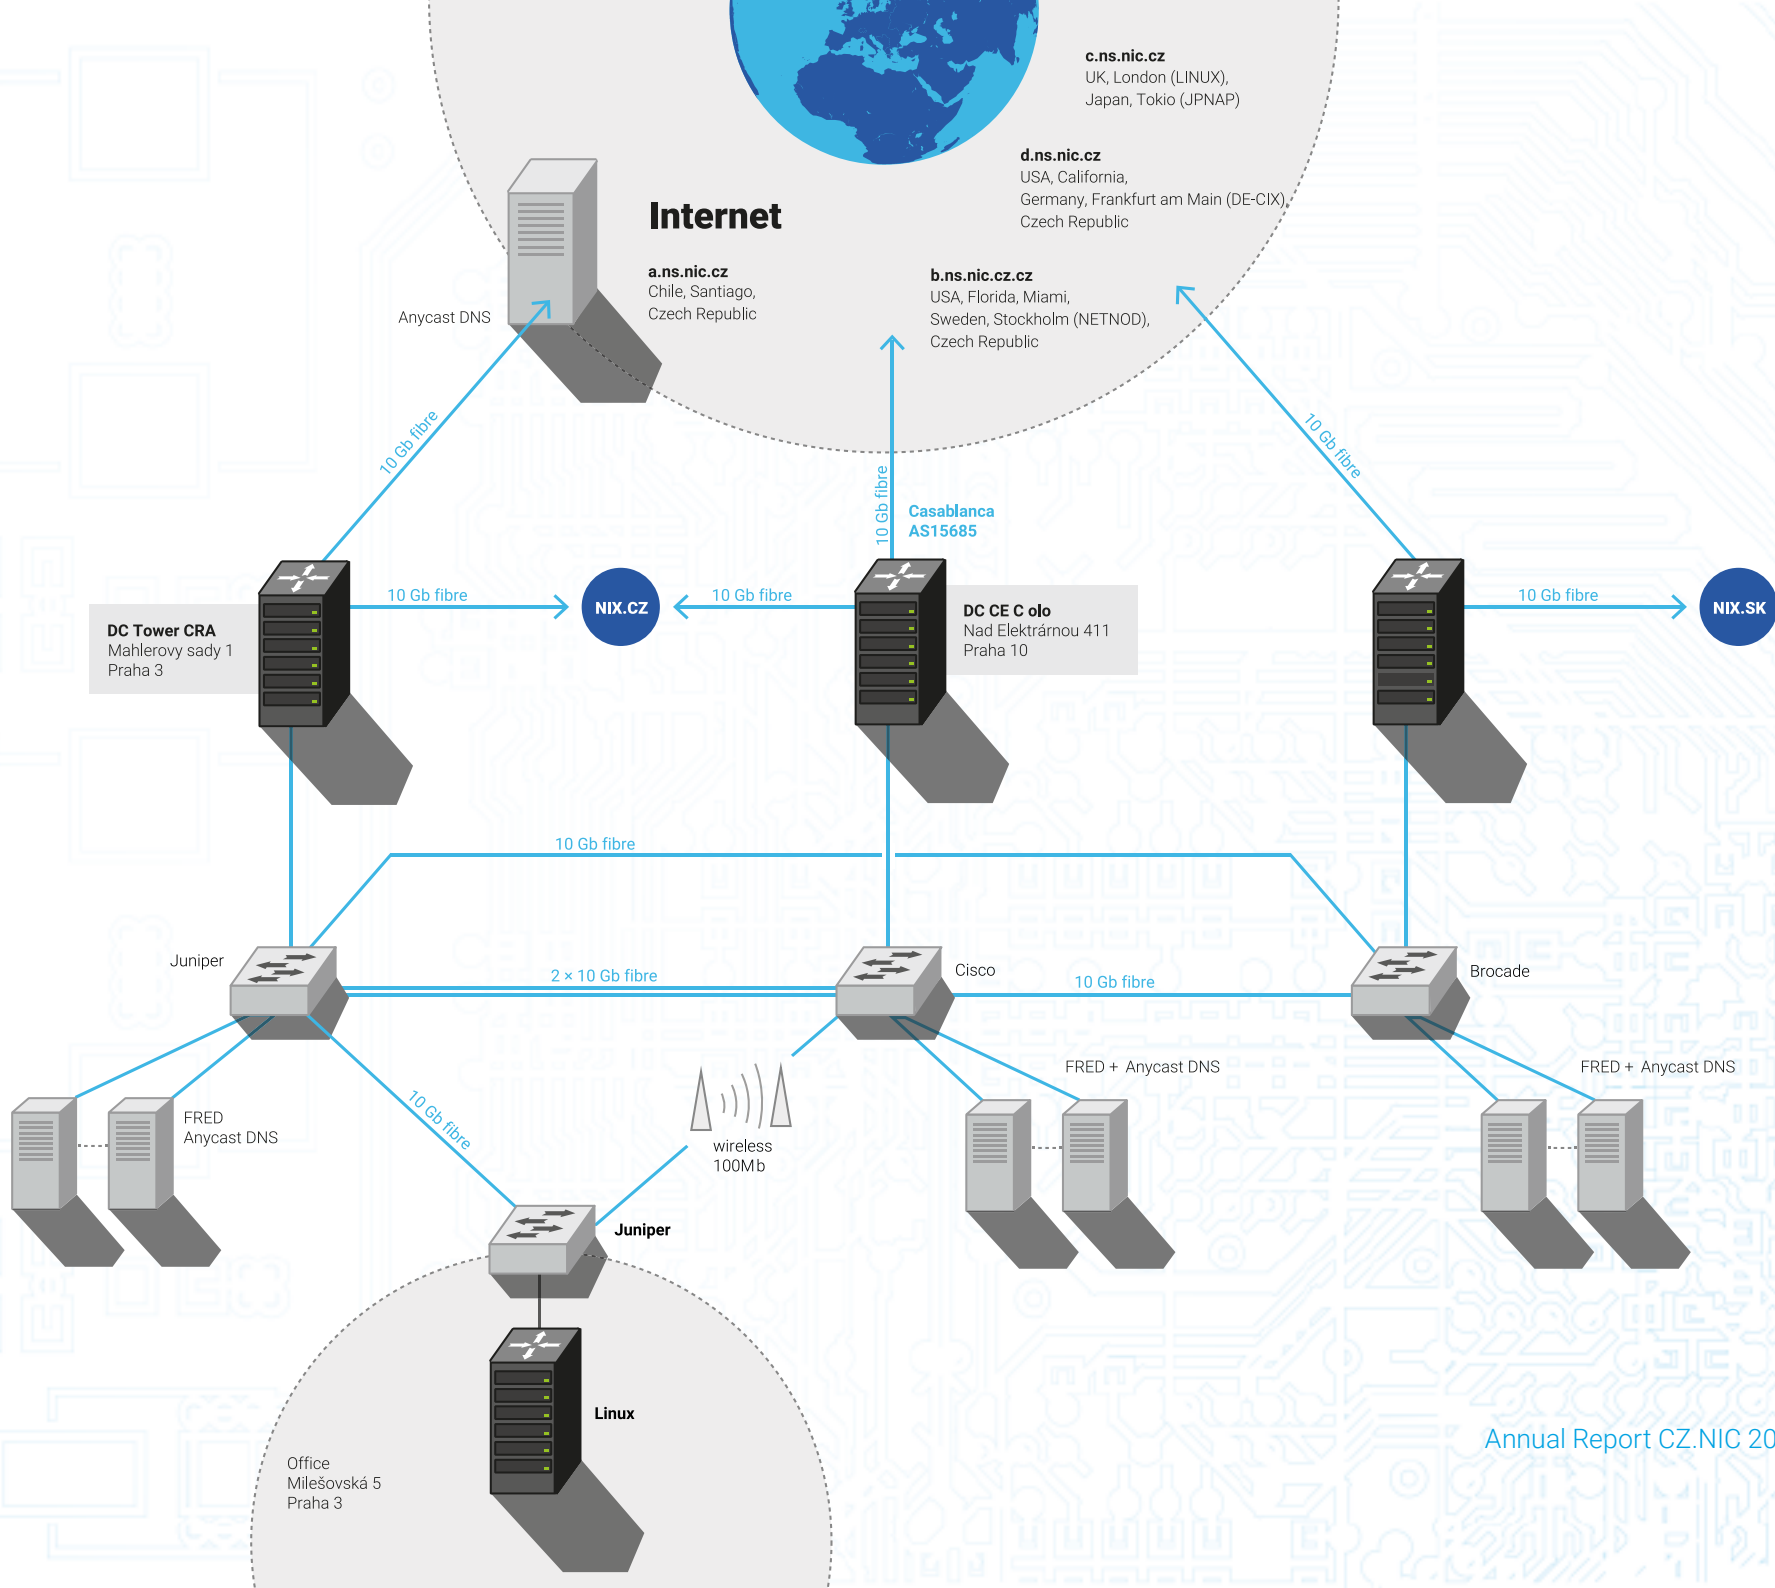 c.ns.nic.cz
UK, London (LINUX),
Japan, Tokio (JPNAP)
d.ns.nic.cz
USA, California,
Germany, Frankfurt am Main (DE-CIX),
Czech Republic
Internet
a.ns.nic.cz
Chile, Santiago,
Czech Republic
b.ns.nic.cz.cz
USA, Florida, Miami,
Sweden, Stockholm (NETNOD),
Czech Republic
Anycast DNS
10 Gb fibre
10 Gb fibre
10 Gb fibre
Casablanca
AS15685
10 Gb fibre
NIX.CZ
10 Gb fibre
10 Gb fibre
NIX.SK
DC Tower CRA
Mahlerovy sady 1
Praha 3
DC CE C olo
Nad Elektrárnou 411
Praha 10
10 Gb fibre
Juniper
2 × 10 Gb fibre
Cisco
10 Gb fibre
Brocade
FRED + Anycast DNS
FRED + Anycast DNS
FRED
Anycast DNS
10 Gb fibre
wireless
100Mb
Juniper
Linux
Office
Milešovská 5
Praha 3
Annual Report CZ.NIC 20